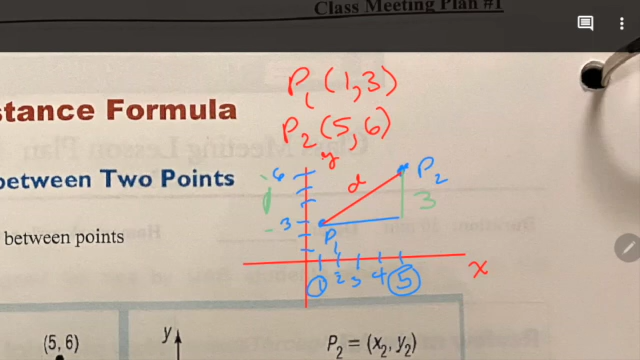 Class Meeting Plan #1
P1 (1,3)
stance Formula
P2 (5,6)
y
between Two Points
6
d
P2
3
3
between points
P1
1 2 3 4 5
x
(5, 6)
y
P2 = (x2, y2)